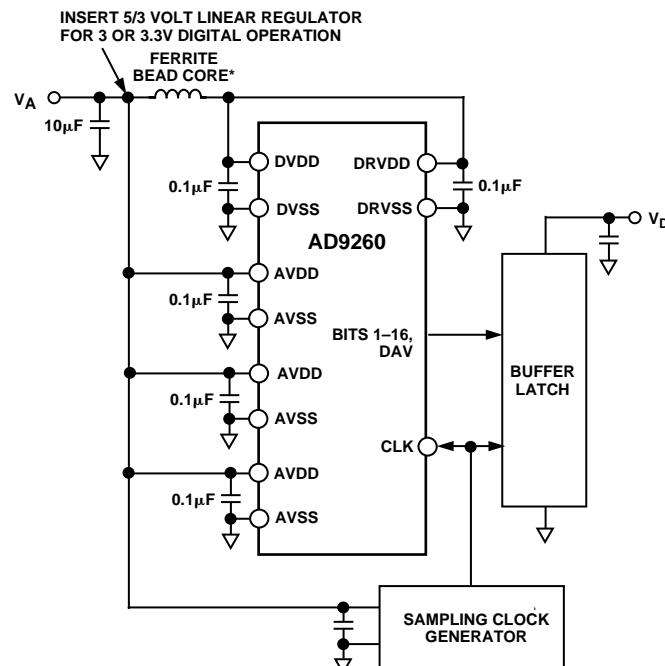 INSERT 5/3 VOLT LINEAR REGULATOR
FOR 3 OR 3.3V DIGITAL OPERATION
FERRITE
BEAD CORE*
VA
10μF
DVDD
DRVDD
0.1μF
0.1μF
DVSS
DRVSS
VD
AD9260
AVDD
0.1μF
AVSS
BITS 1–16,
DAV
BUFFER
LATCH
AVDD
0.1μF
AVSS
CLK
AVDD
0.1μF
AVSS
SAMPLING CLOCK
GENERATOR